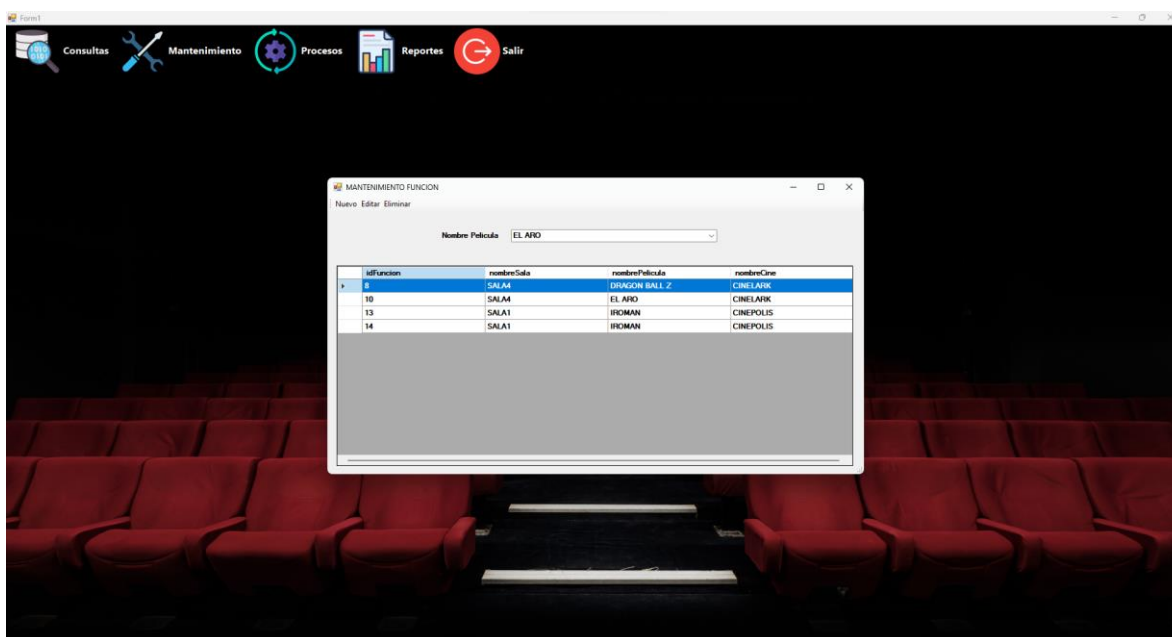 Form1
Consultas Mantenimiento Procesos Reportes Salir
MANTENIMIENTO FUNCION
Nuevo Editar Eliminar
Nombre Pelicula EL ARO
idFuncion nombreSala nombrePelicula nombreCine
8 SALA4 DRAGON BALL Z CINELARK
10 SALA4 EL ARO CINELARK
13 SALA1 IROMAN CINEPOLIS
14 SALA1 IROMAN CINEPOLIS